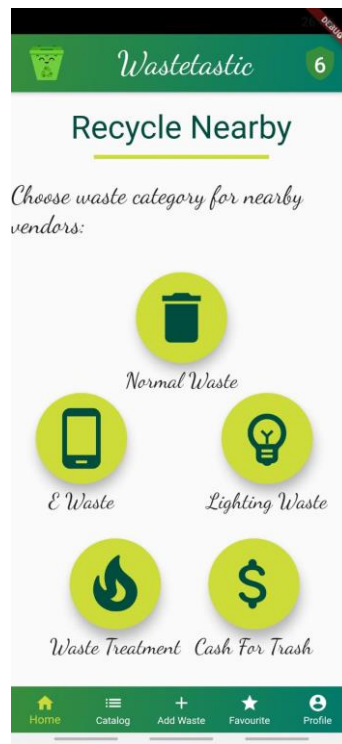 DEBUG
Wastetastic
6
Recycle Nearby
Choose waste category for nearby
vendors:
Normal Waste
E Waste
Lighting Waste
Waste Treatment
Cash For Trash
Home
Catalog
Add Waste
Favourite
Profile